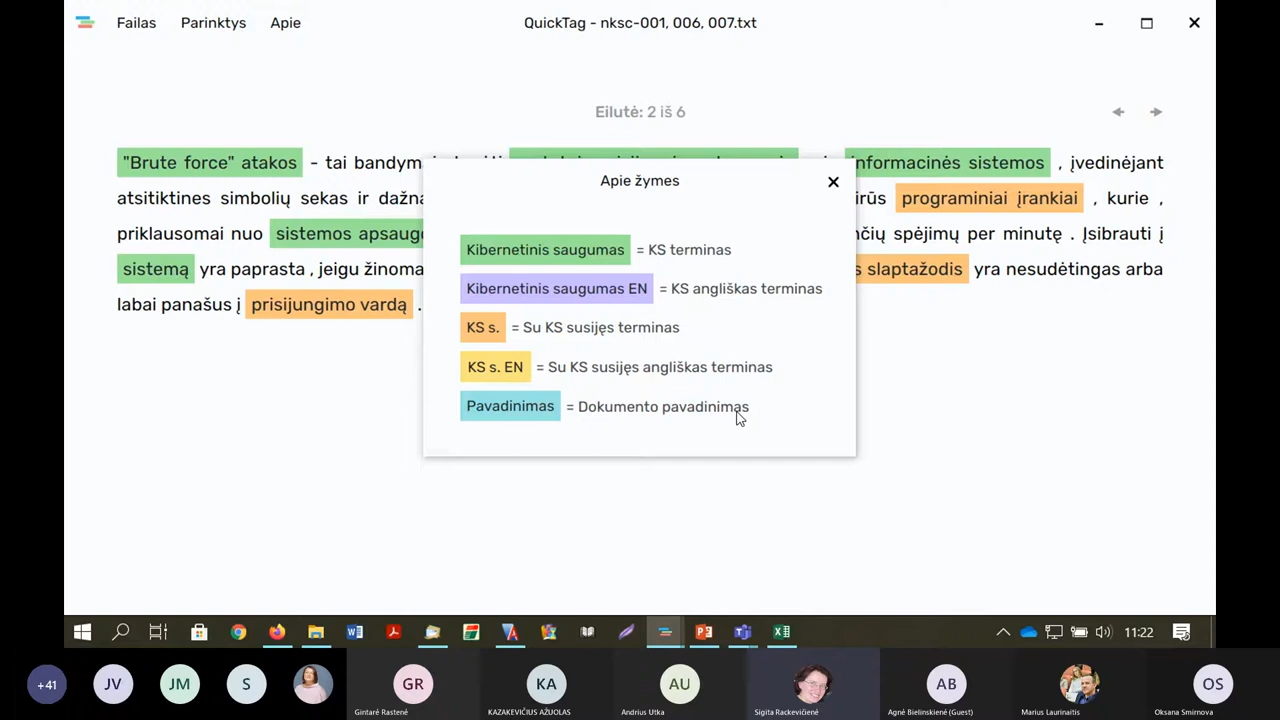 Failas Parinktys Apie QuickTag - nksc-001, 006, 007.txt
Eilutė: 2 iš 6
"Brute force" atakos - tai informacinės sistemos , įvedinėjant
atsitiktines simbolių sekas ir programiniai įrankiai , kurie ,
priklausomai nuo sistemos spėjimų per minutę . Įsibrauti į
sistemą yra paprasta , jeigu slaptažodis yra nesudėtingas arba
labai panašus į prisijungimo vardą .
Apie žymes
Kibernetinis saugumas = KS terminas
Kibernetinis saugumas EN = KS angliškas terminas
KS s. = Su KS susijęs terminas
KS s. EN = Su KS susijęs angliškas terminas
Pavadinimas = Dokumento pavadinimas
11:22
+41 JV JM S GR KA AU AB OS
Gintarė Rastenė KAZAKEVIČIUS AŽUOLAS Andrius Utka Sigita Rackevičienė Agnė Bielinskienė (Guest) Marius Laurinaitis Oksana Smirnova